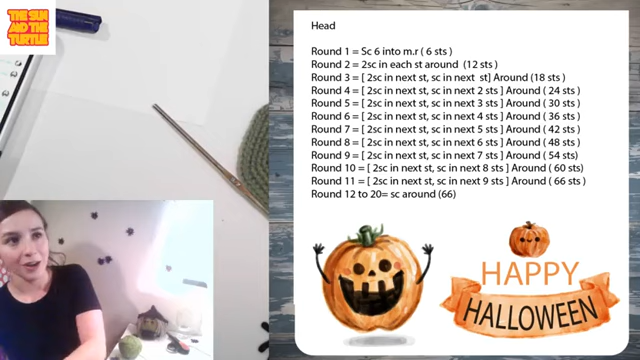 THE SUN
AND THE
TURTLE
Head
Round 1 = Sc 6 into m.r ( 6 sts )
Round 2 = 2sc in each st around (12 sts )
Round 3 = [ 2sc in next st, sc in next st] Around (18 sts )
Round 4 = [ 2sc in next st, sc in next 2 sts ] Around ( 24 sts )
Round 5 = [ 2sc in next st, sc in next 3 sts ] Around ( 30 sts )
Round 6 = [ 2sc in next st, sc in next 4 sts ] Around ( 36 sts )
Round 7 = [ 2sc in next st, sc in next 5 sts ] Around ( 42 sts )
Round 8 = [ 2sc in next st, sc in next 6 sts ] Around ( 48 sts )
Round 9 = [ 2sc in next st, sc in next 7 sts ] Around ( 54 sts)
Round 10 = [ 2sc in next st, sc in next 8 sts] Around ( 60 sts)
Round 11 = [ 2sc in next st, sc in next 9 sts ] Around ( 66 sts )
Round 12 to 20= sc around (66)
HAPPY
HALLOWEEN